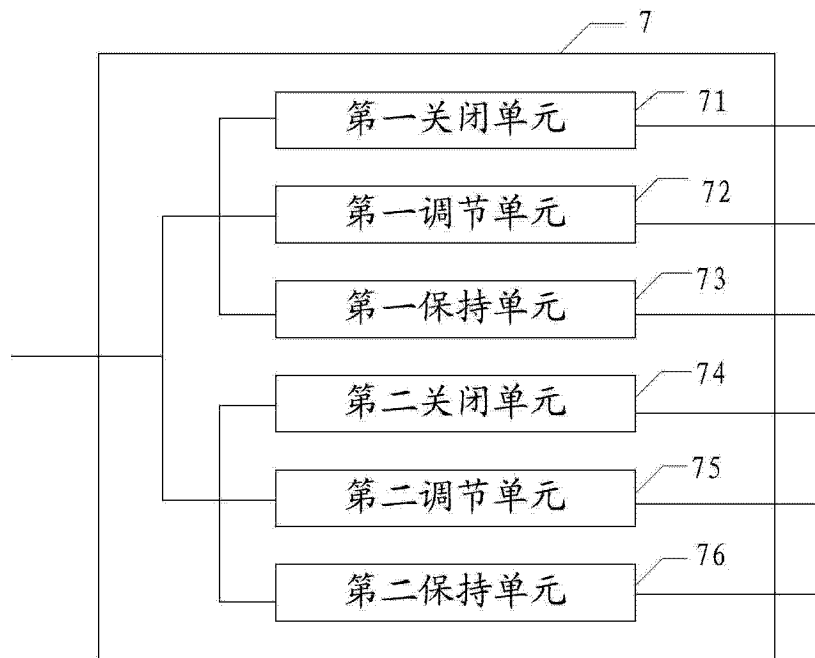 7
第一关闭单元 71
第一调节单元 72
第一保持单元 73
第二关闭单元 74
第二调节单元 75
第二保持单元 76